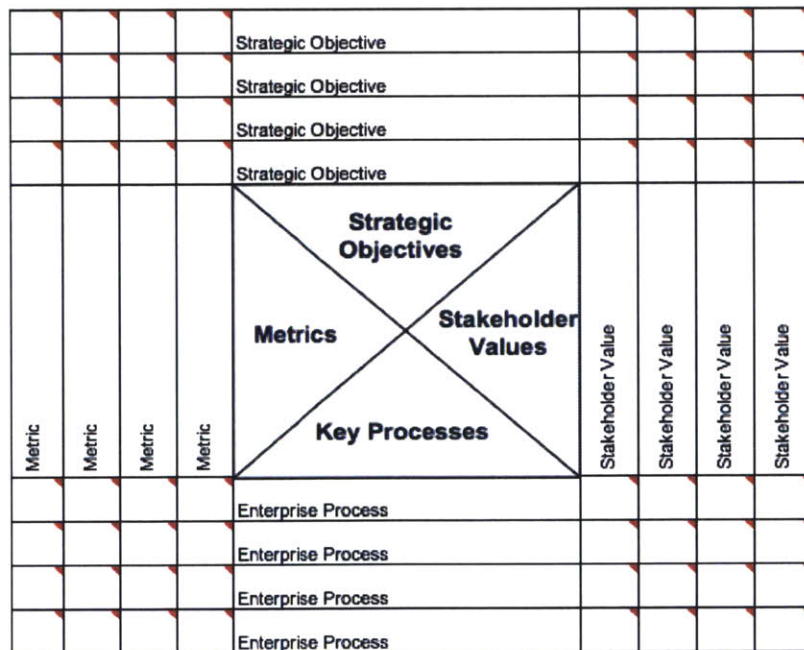 Strategic Objective
Strategic Objective
Strategic Objective
Strategic Objective
Strategic
Objectives
Metrics
Stakeholder
Values
Key Processes
Metric
Metric
Metric
Metric
Stakeholder Value
Stakeholder Value
Stakeholder Value
Stakeholder Value
Enterprise Process
Enterprise Process
Enterprise Process
Enterprise Process